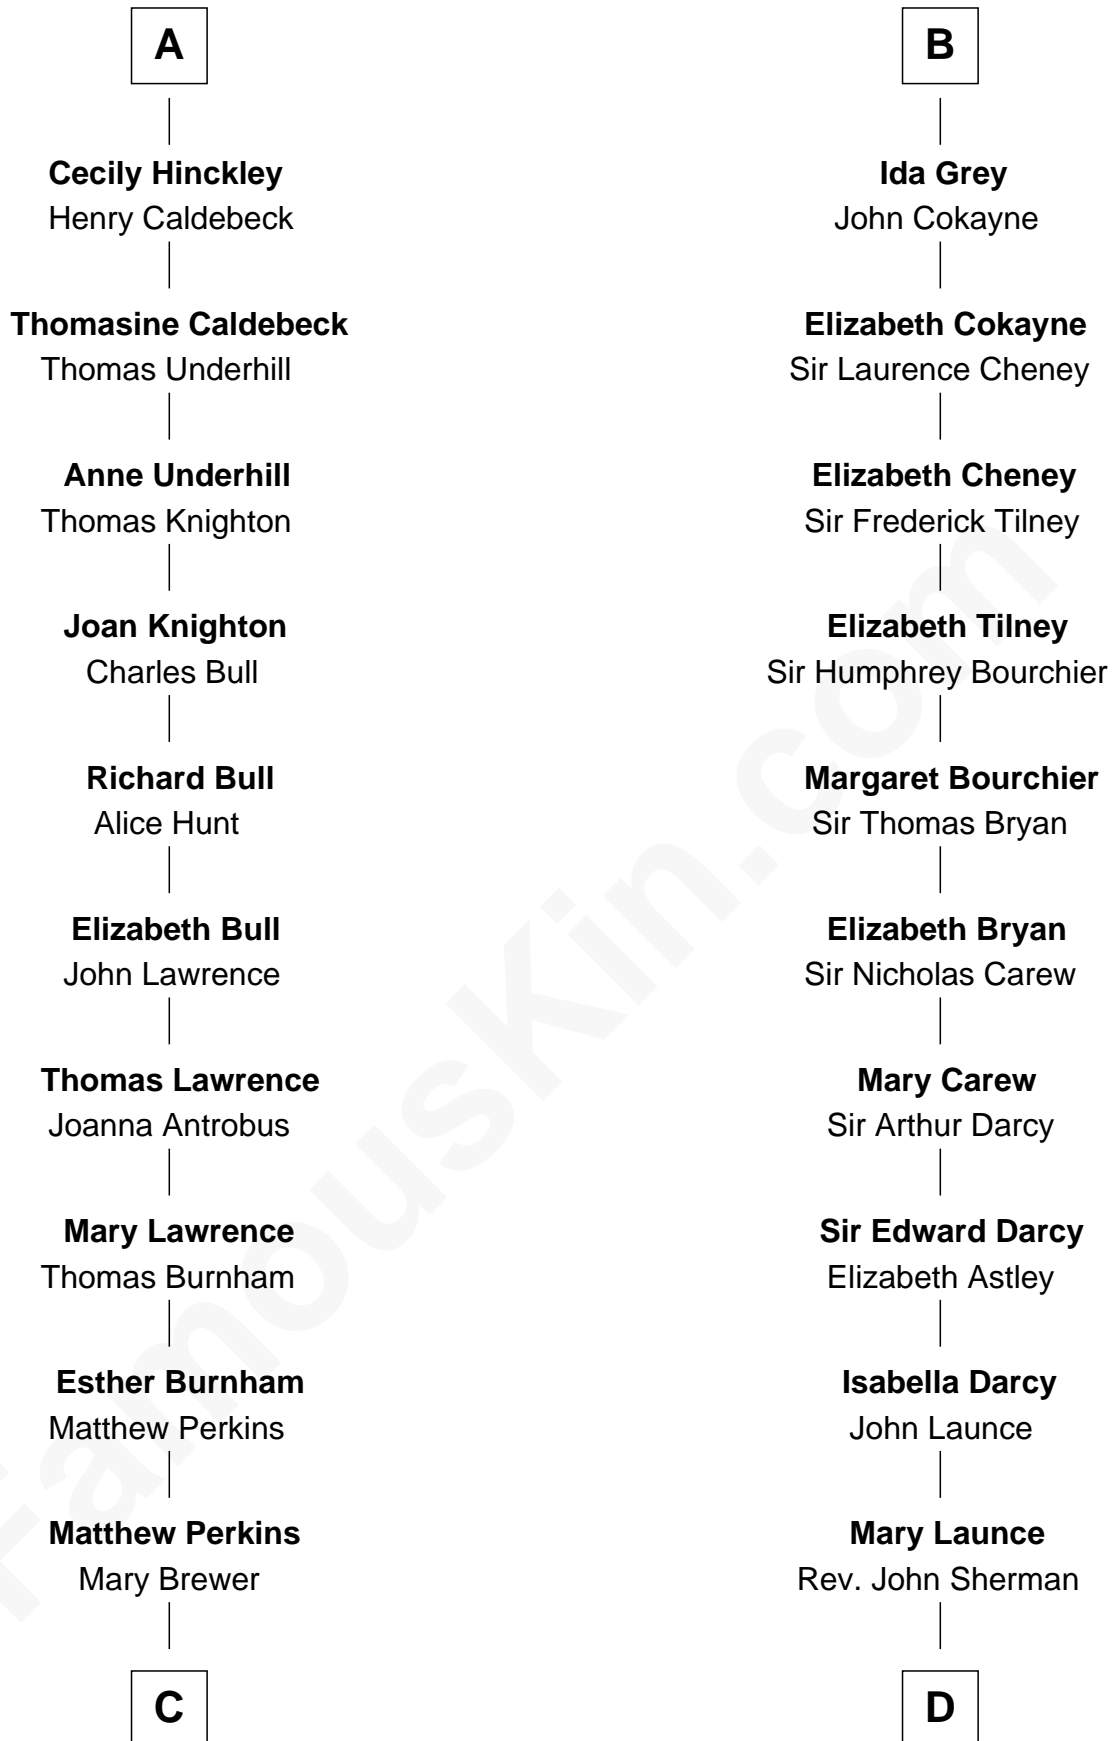 A
Cecily Hinckley
Henry Caldebeck
Thomasine Caldebeck
Thomas Underhill
Anne Underhill
Thomas Knighton
Joan Knighton
Charles Bull
Richard Bull
Alice Hunt
Elizabeth Bull
John Lawrence
Thomas Lawrence
Joanna Antrobus
Mary Lawrence
Thomas Burnham
Esther Burnham
Matthew Perkins
Matthew Perkins
Mary Brewer
C
B
Ida Grey
John Cokayne
Elizabeth Cokayne
Sir Laurence Cheney
Elizabeth Cheney
Sir Frederick Tilney
Elizabeth Tilney
Sir Humphrey Bourchier
Margaret Bourchier
Sir Thomas Bryan
Elizabeth Bryan
Sir Nicholas Carew
Mary Carew
Sir Arthur Darcy
Sir Edward Darcy
Elizabeth Astley
Isabella Darcy
John Launce
Mary Launce
Rev. John Sherman
D
FamousKin.com